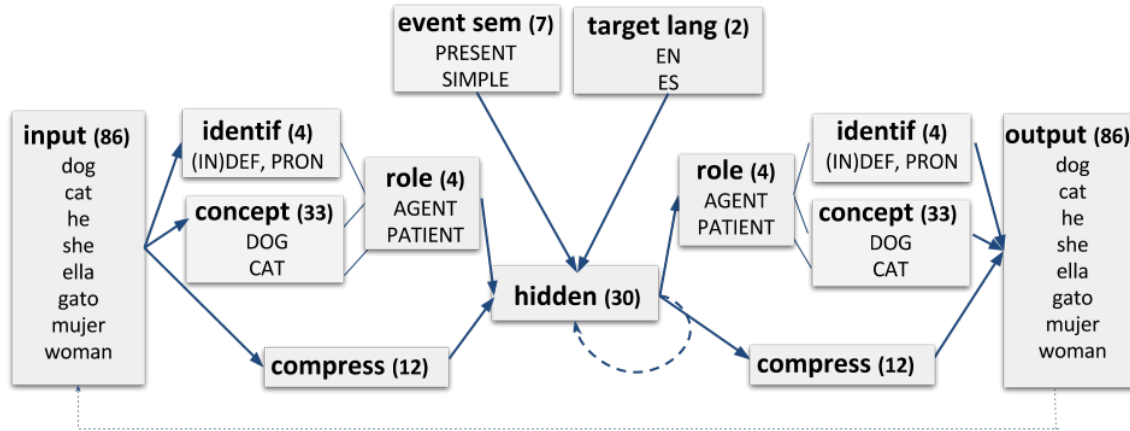 event sem (7)
PRESENT
SIMPLE
target lang (2)
EN
ES
input (86)
dog
cat
he
she
ella
gato
mujer
woman
identif (4)
(IN)DEF, PRON
concept (33)
DOG
CAT
role (4)
AGENT
PATIENT
compress (12)
hidden (30)
role (4)
AGENT
PATIENT
identif (4)
(IN)DEF, PRON
concept (33)
DOG
CAT
compress (12)
output (86)
dog
cat
he
she
ella
gato
mujer
woman